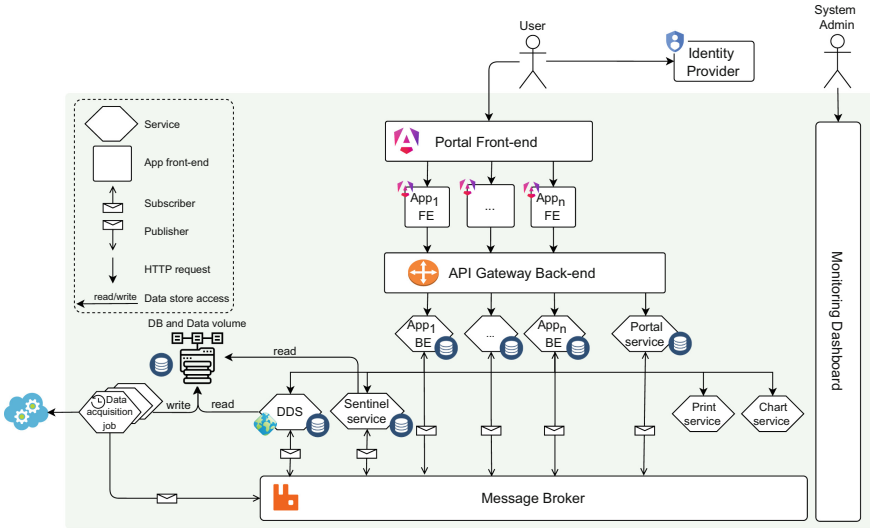 User
System
Admin
Identity
Provider
Service
App front-end
Subscriber
Publisher
HTTP request
read/write
Data store access
Portal Front-end
App1
FE
...
Appn
FE
API Gateway Back-end
App1
BE
...
Appn
BE
Portal
service
DB and Data volume
read
Data
acquisition
job
write
read
DDS
Sentinel
service
Print
service
Chart
service
Message Broker
Monitoring Dashboard